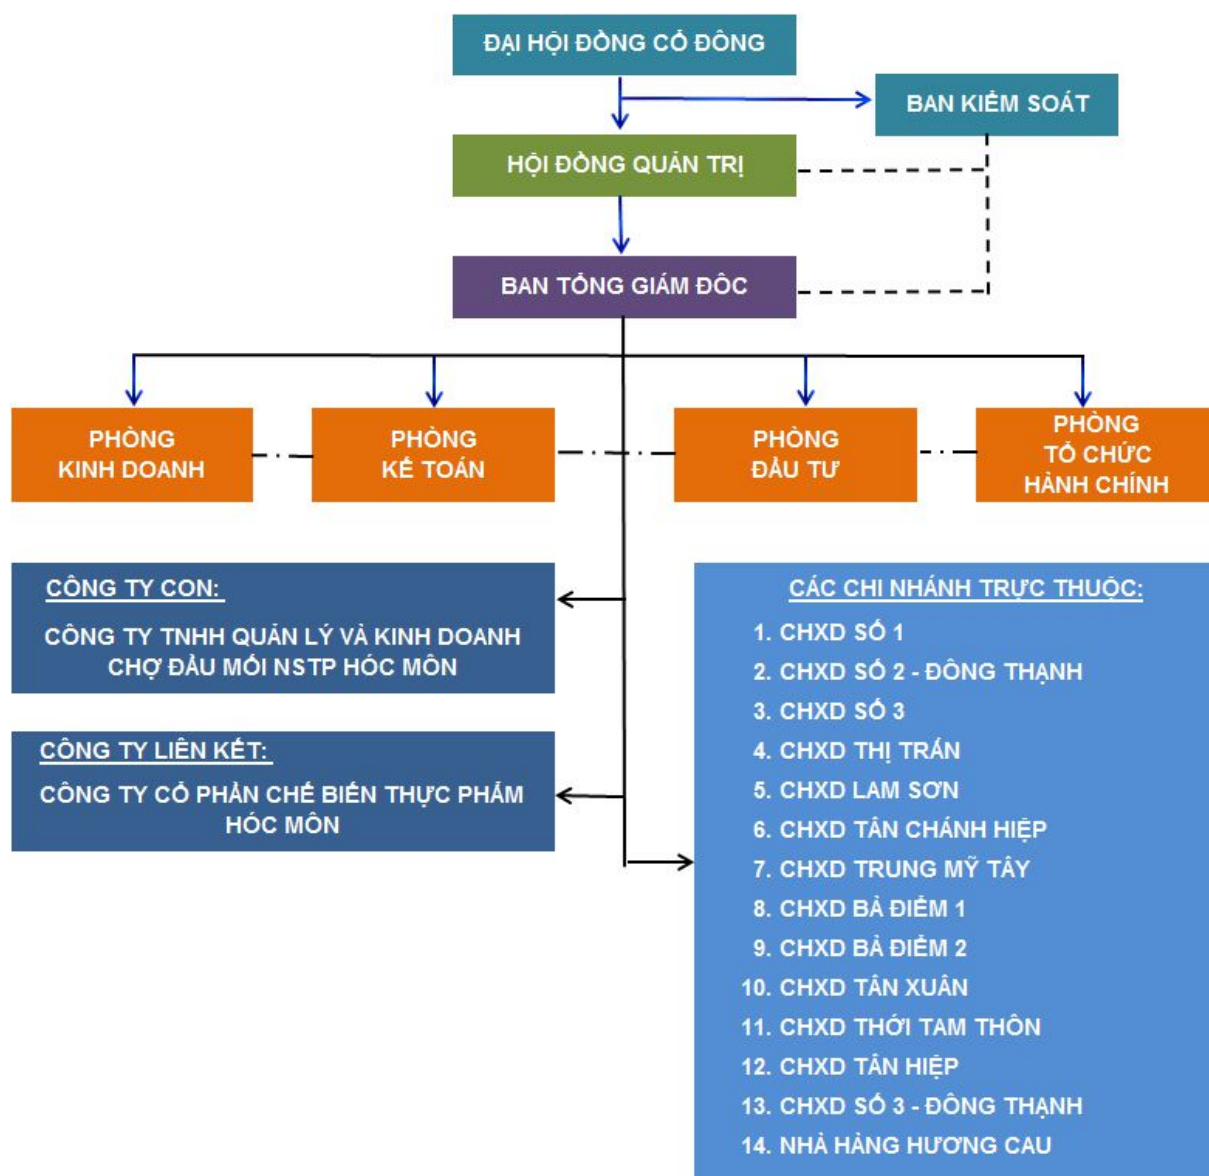 ĐẠI HỘI ĐỒNG CỔ ĐÔNG
BAN KIỂM SOÁT
HỘI ĐỒNG QUẢN TRỊ
BAN TỔNG GIÁM ĐỐC
PHÒNG
KINH DOANH
PHÒNG
KẾ TOÁN
PHÒNG
ĐẦU TƯ
PHÒNG
TỔ CHỨC
HÀNH CHÍNH
CÔNG TY CON:
CÔNG TY TNHH QUẢN LÝ VÀ KINH DOANH
CHỢ ĐẦU MỐI NSTP HÓC MÔN
CÔNG TY LIÊN KẾT:
CÔNG TY CỔ PHẦN CHẾ BIẾN THỰC PHẨM
HÓC MÔN
CÁC CHI NHÁNH TRỰC THUỘC:
1. CHXD SỐ 1
2. CHXD SỐ 2 - ĐÔNG THẠNH
3. CHXD SỐ 3
4. CHXD THỊ TRẤN
5. CHXD LAM SƠN
6. CHXD TÂN CHÁNH HIỆP
7. CHXD TRUNG MỸ TÂY
8. CHXD BÀ ĐIỂM 1
9. CHXD BÀ ĐIỂM 2
10. CHXD TÂN XUÂN
11. CHXD THỚI TAM THÔN
12. CHXD TÂN HIỆP
13. CHXD SỐ 3 - ĐÔNG THẠNH
14. NHÀ HÀNG HƯƠNG CAU